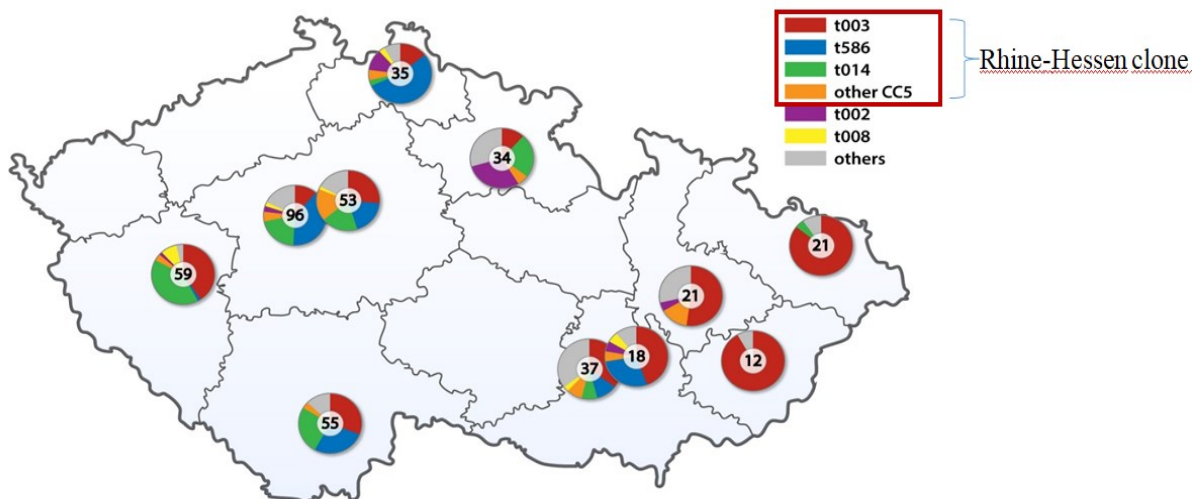 t003
t586
t014
other CC5
t002
t008
others
Rhine-Hessen clone
35
34
96
53
59
21
21
12
37
18
55